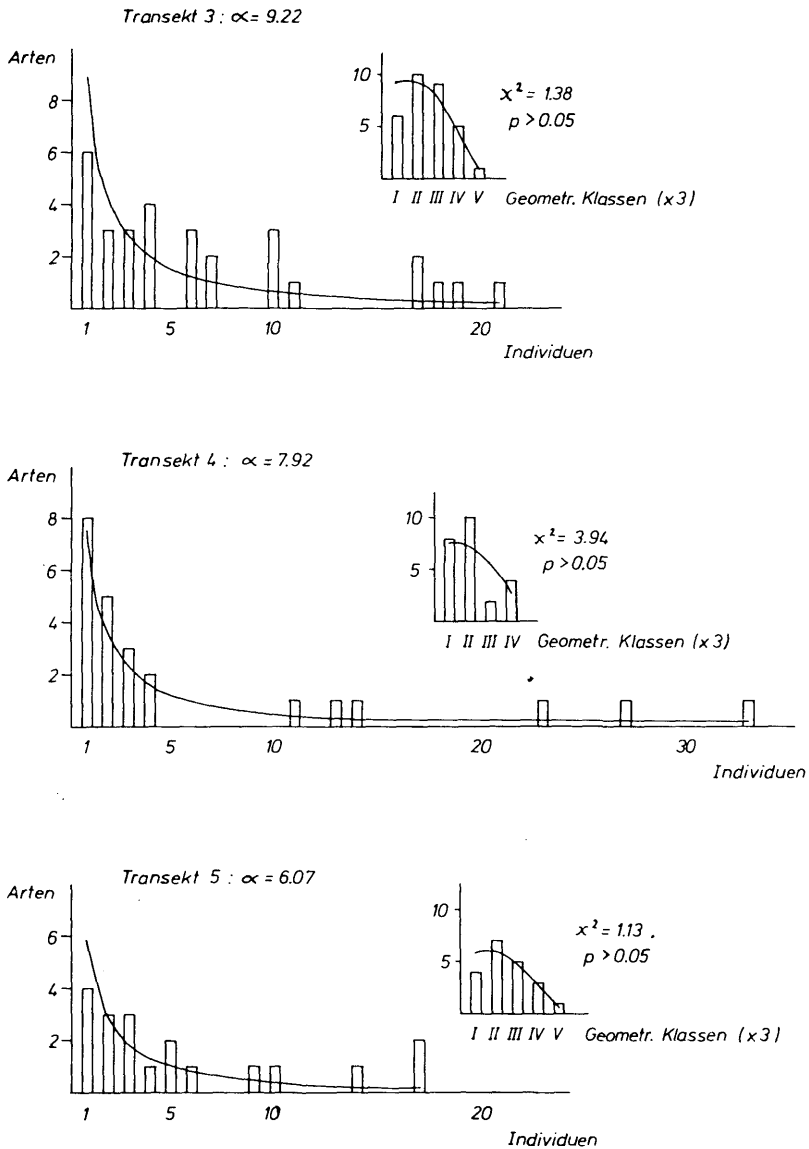 Transekt 3 : ∝ = 9.22
Arten
8
6
4
2
1 5 10 20
Individuen
10
5
x² = 1.38
p > 0.05
I II III IV V Geometr. Klassen (x3)
Transekt 4 : ∝ = 7.92
Arten
8
6
4
2
1 5 10 20 30
Individuen
10
5
x² = 3.94
p > 0.05
I II III IV Geometr. Klassen (x3)
Transekt 5 : ∝ = 6.07
Arten
6
4
2
1 5 10 20
Individuen
10
5
x² = 1.13
p > 0.05
I II III IV V Geometr. Klassen (x3)